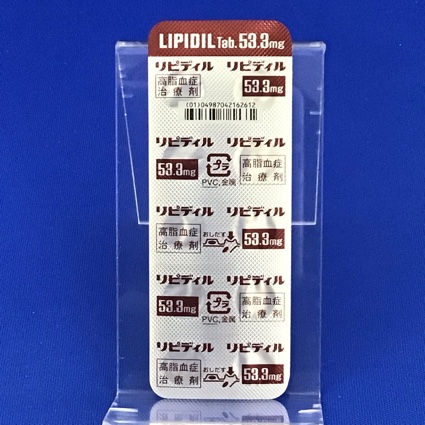 LIPIDIL Tab. 53.3mg
リピディル リピディル
高脂血症 53.3mg
治療剤
(01)04987042162612
リピディル リピディル
53.3mg プラ 高脂血症
PVC,金属 治療剤
リピディル リピディル
高脂血症 おしだす 53.3mg
治療剤
リピディル リピディル
53.3mg プラ 高脂血症
PVC,金属 治療剤
リピディル リピディル
高脂血症 おしだす 53.3mg
治療剤